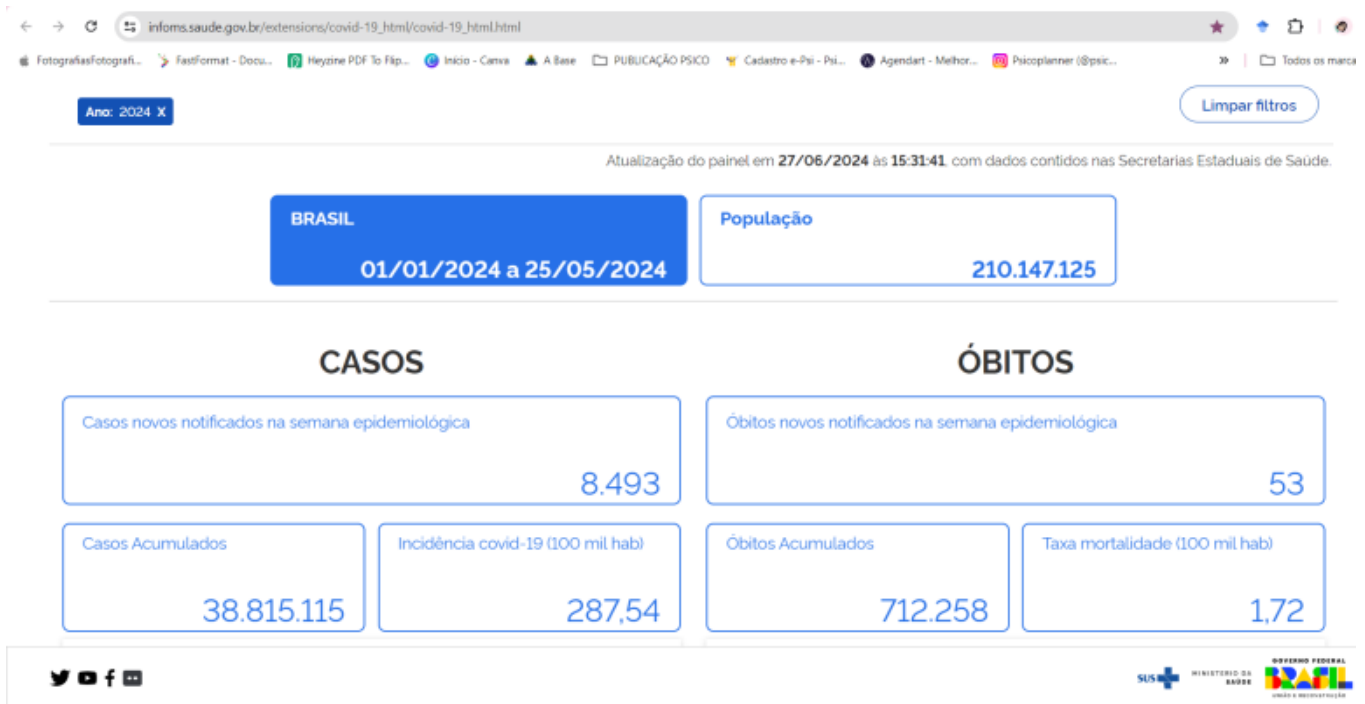 infoms.saude.gov.br/extensions/covid-19_html/covid-19_html.html
FotografiasFotografi... FastFormat - Docu... Heyzine PDF To Flip... Início - Canva A Base PUBLICAÇÃO PSICO Cadastro e-Psi - Psi... Agendart - Melhor... Psicoplanner (@psic... » Todos os marca
Ano: 2024 X
Limpar filtros
Atualização do painel em 27/06/2024 às 15:31:41, com dados contidos nas Secretarias Estaduais de Saúde.
BRASIL
01/01/2024 a 25/05/2024
População
210.147.125
CASOS
ÓBITOS
Casos novos notificados na semana epidemiológica
8.493
Óbitos novos notificados na semana epidemiológica
53
Casos Acumulados
38.815.115
Incidência covid-19 (100 mil hab)
287,54
Óbitos Acumulados
712.258
Taxa mortalidade (100 mil hab)
1,72
SUS
MINISTÉRIO DA
SAÚDE
GOVERNO FEDERAL
BRASIL
UNIÃO E RECONSTRUÇÃO